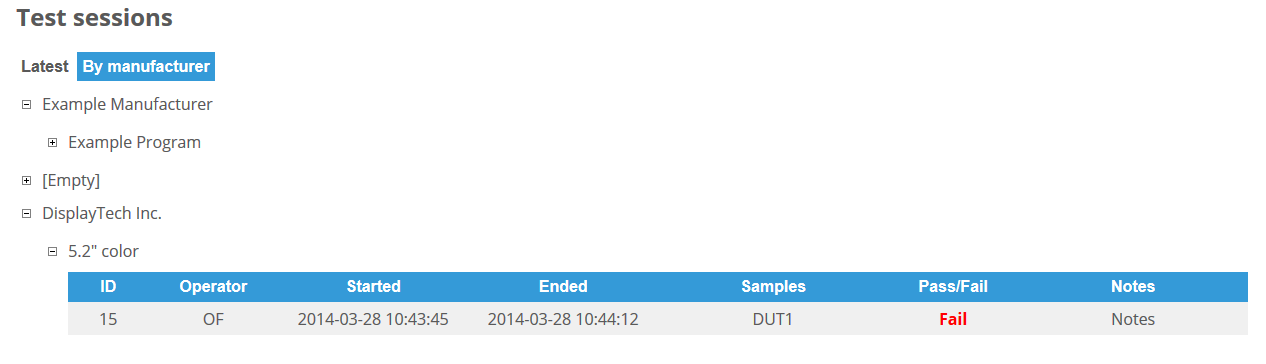 Test sessions
Latest By manufacturer
Example Manufacturer
Example Program
[Empty]
DisplayTech Inc.
5.2" color
ID Operator Started Ended Samples Pass/Fail Notes
15 OF 2014-03-28 10:43:45 2014-03-28 10:44:12 DUT1 Fail Notes